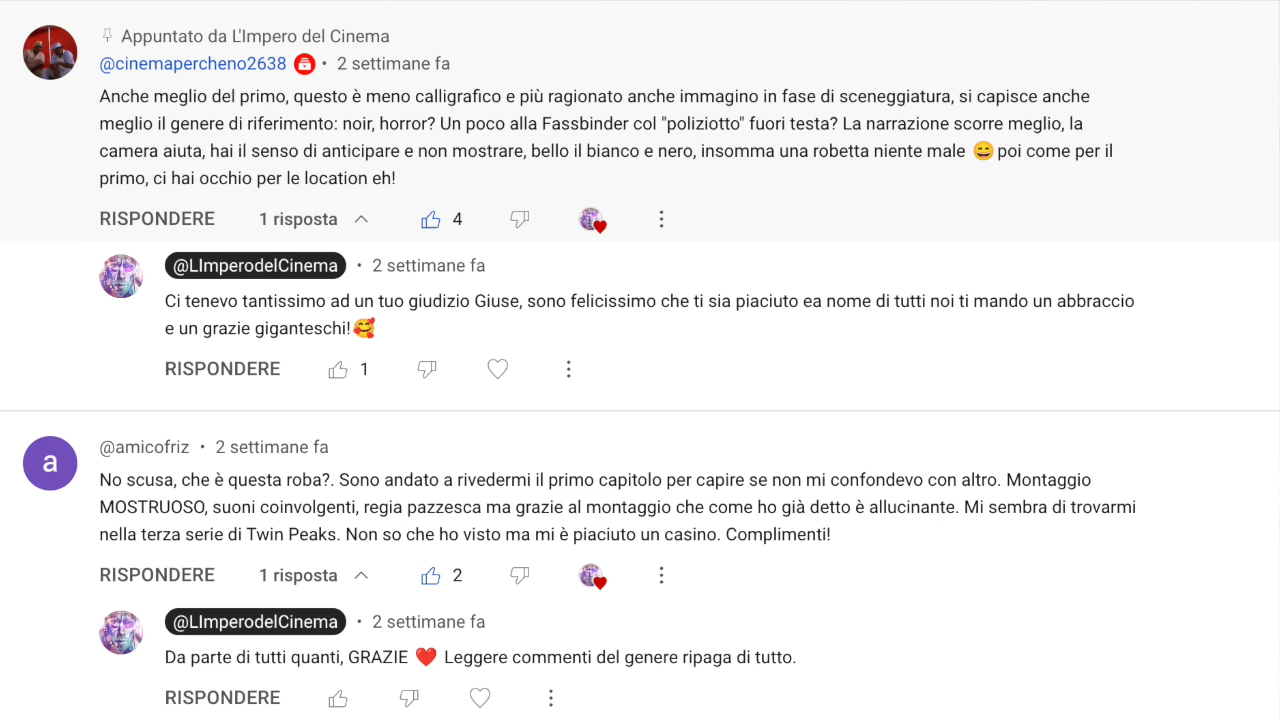 Appuntato da L'Impero del Cinema
@cinemapercheno2638 • 2 settimane fa
Anche meglio del primo, questo è meno calligrafico e più ragionato anche immagino in fase di sceneggiatura, si capisce anche
meglio il genere di riferimento: noir, horror? Un poco alla Fassbinder col "poliziotto" fuori testa? La narrazione scorre meglio, la
camera aiuta, hai il senso di anticipare e non mostrare, bello il bianco e nero, insomma una robetta niente male 😄 poi come per il
primo, ci hai occhio per le location eh!
RISPONDERE 1 risposta 4
@LImperodelCinema • 2 settimane fa
Ci tenevo tantissimo ad un tuo giudizio Giuse, sono felicissimo che ti sia piaciuto ea nome di tutti noi ti mando un abbraccio
e un grazie giganteschi!🥰
RISPONDERE 1
a
@amicofriz • 2 settimane fa
No scusa, che è questa roba?. Sono andato a rivedermi il primo capitolo per capire se non mi confondevo con altro. Montaggio
MOSTRUOSO, suoni coinvolgenti, regia pazzesca ma grazie al montaggio che come ho già detto è allucinante. Mi sembra di trovarmi
nella terza serie di Twin Peaks. Non so che ho visto ma mi è piaciuto un casino. Complimenti!
RISPONDERE 1 risposta 2
@LImperodelCinema • 2 settimane fa
Da parte di tutti quanti, GRAZIE ❤️ Leggere commenti del genere ripaga di tutto.
RISPONDERE